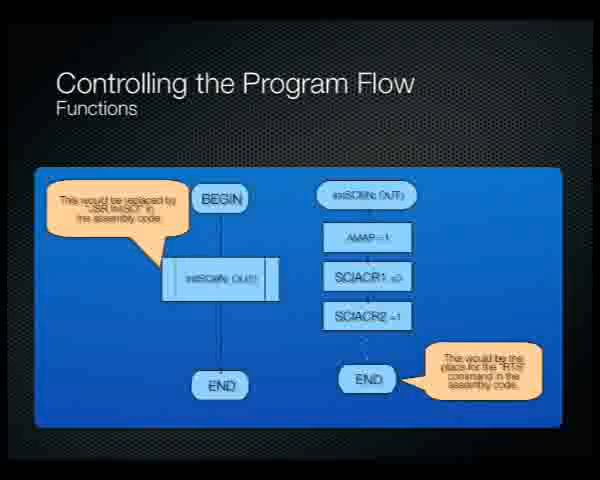 Controlling the Program Flow
Functions
This would be replaced by
"JSR InitSCI" in
the assembly code.
BEGIN
END
AMAP =1
SCIACR1 =0
SCIACR2 =1
END
This would be the
place for the "RTS"
command in the
assembly code.